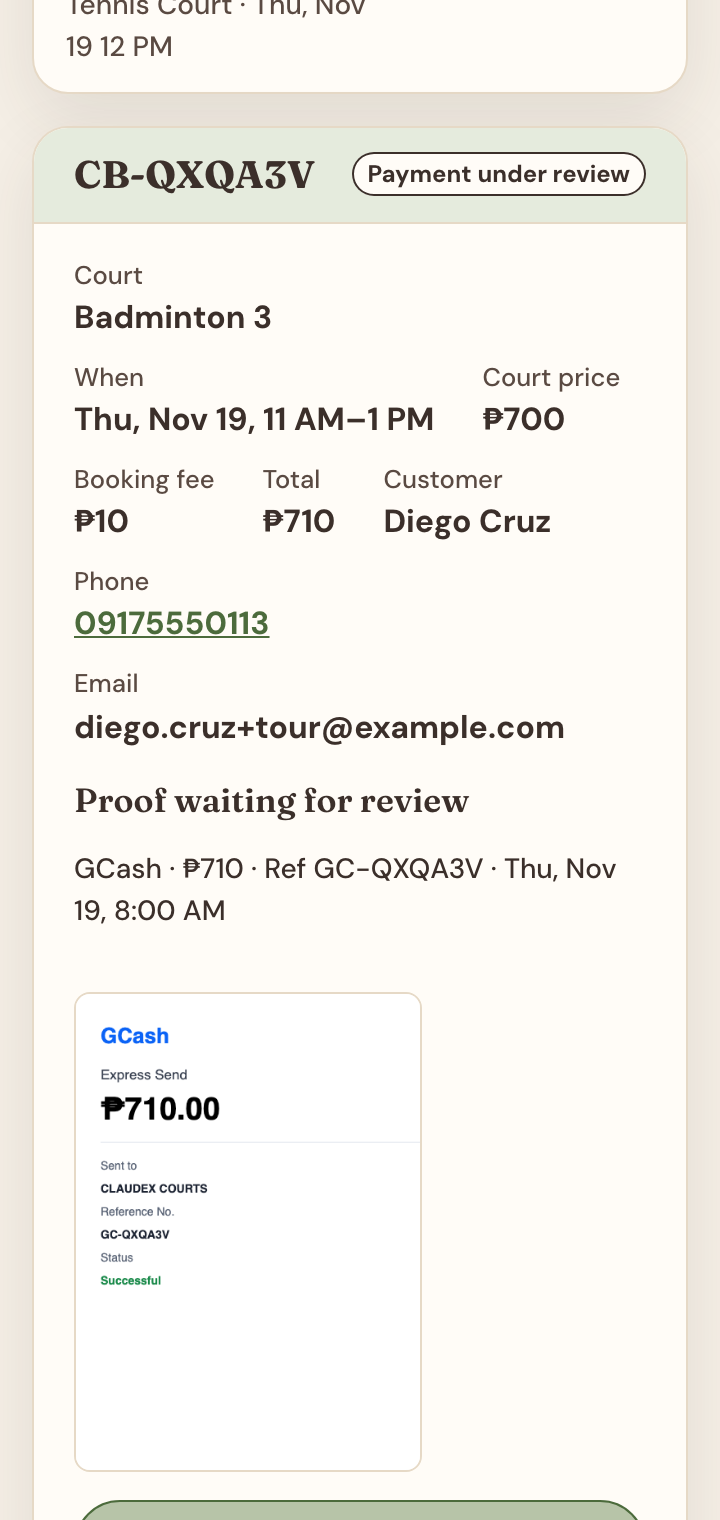 Tennis Court · Thu, Nov
19 12 PM
CB-QXQA3V
Payment under review
Court
Badminton 3
When
Court price
Thu, Nov 19, 11 AM–1 PM
₱700
Booking fee
Total
Customer
₱10
₱710
Diego Cruz
Phone
09175550113
Email
diego.cruz+tour@example.com
Proof waiting for review
GCash · ₱710 · Ref GC-QXQA3V · Thu, Nov
19, 8:00 AM
GCash
Express Send
₱710.00
Sent to
CLAUDEX COURTS
Reference No.
GC-QXQA3V
Status
Successful